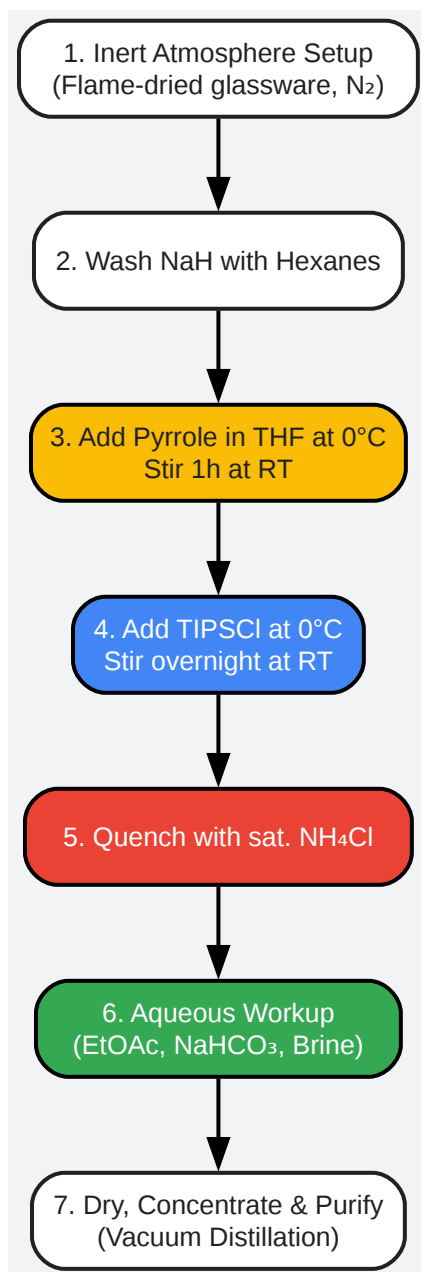 1. Inert Atmosphere Setup
(Flame-dried glassware, N₂)
2. Wash NaH with Hexanes
3. Add Pyrrole in THF at 0°C
Stir 1h at RT
4. Add TIPSCl at 0°C
Stir overnight at RT
5. Quench with sat. NH₄Cl
6. Aqueous Workup
(EtOAc, NaHCO₃, Brine)
7. Dry, Concentrate & Purify
(Vacuum Distillation)